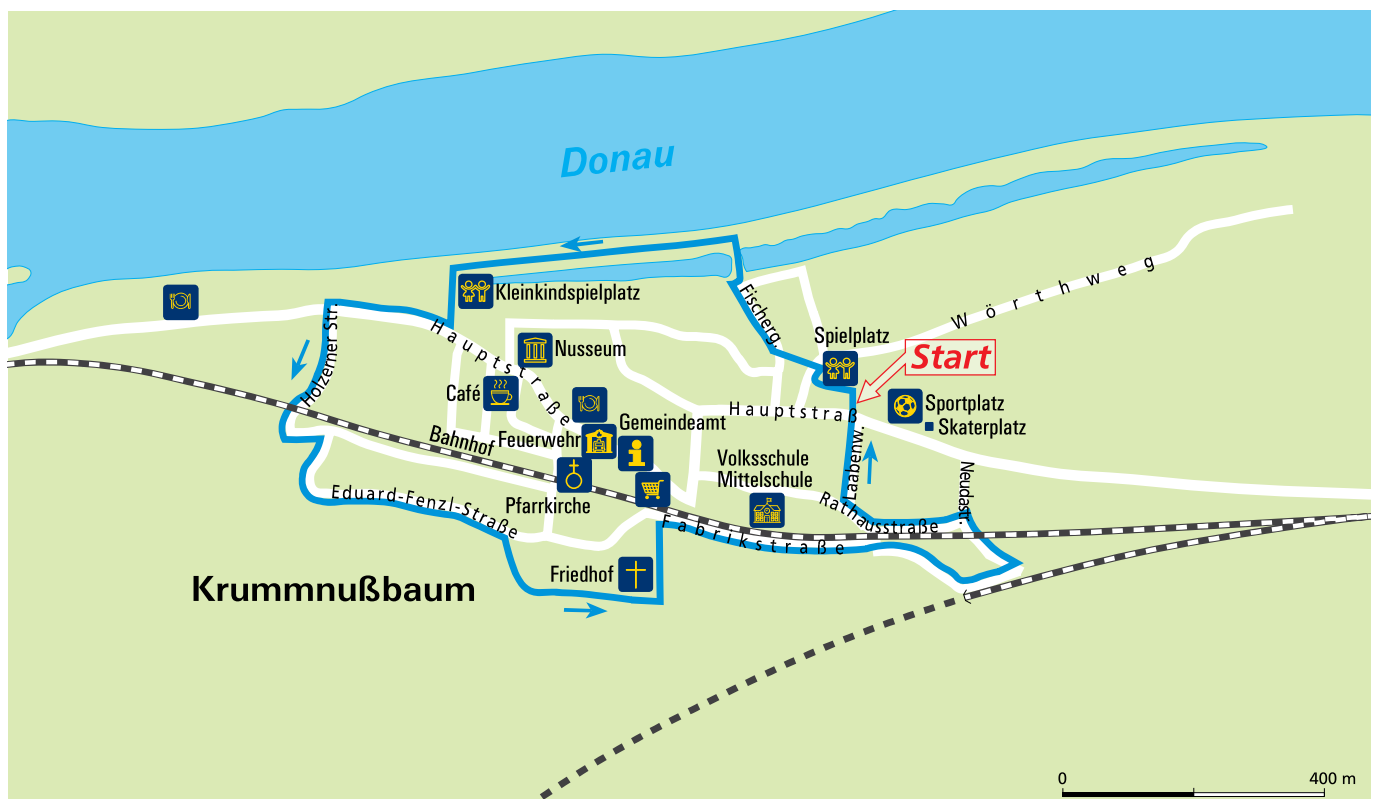 Donau
Wörthweg
Kleinkindspielplatz
Fischerg.
Holzerner Str.
Hauptstraße
Spielplatz
Nusseum
Start
Café
Hauptstraß
Sportplatz
Skaterplatz
Gemeindeamt
Bahnhof
Feuerwehr
Laabenw.
Volksschule
Mittelschule
Neudastr.
Pfarrkirche
Eduard-Fenzl-Straße
Rathausstraße
Fabrikstraße
Friedhof
Krummnußbaum
0
400 m